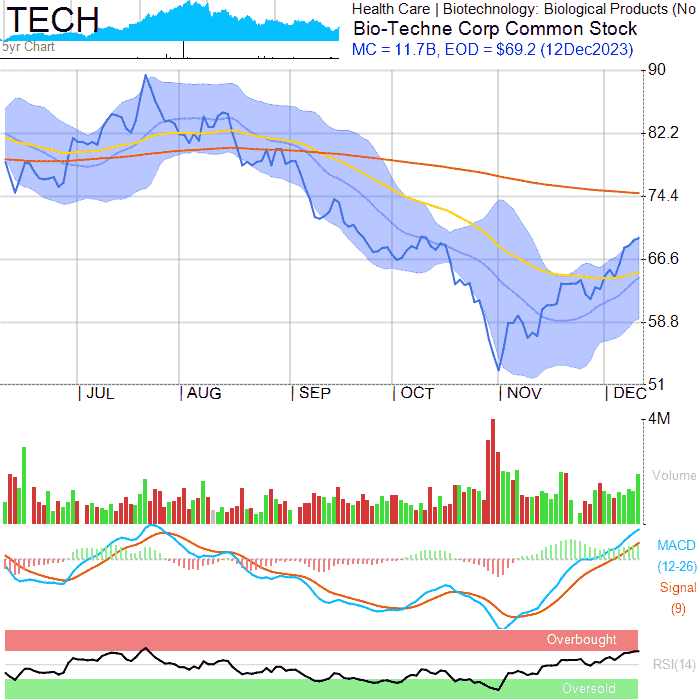 TECH
5yr Chart
Health Care | Biotechnology: Biological Products (No
Bio-Techne Corp Common Stock
MC = 11.7B, EOD = $69.2 (12Dec2023)
90
82.2
74.4
66.6
58.8
51
JUL AUG SEP OCT NOV DEC
4M
Volume
MACD
(12-26)
Signal
(9)
Overbought
RSI(14)
Oversold